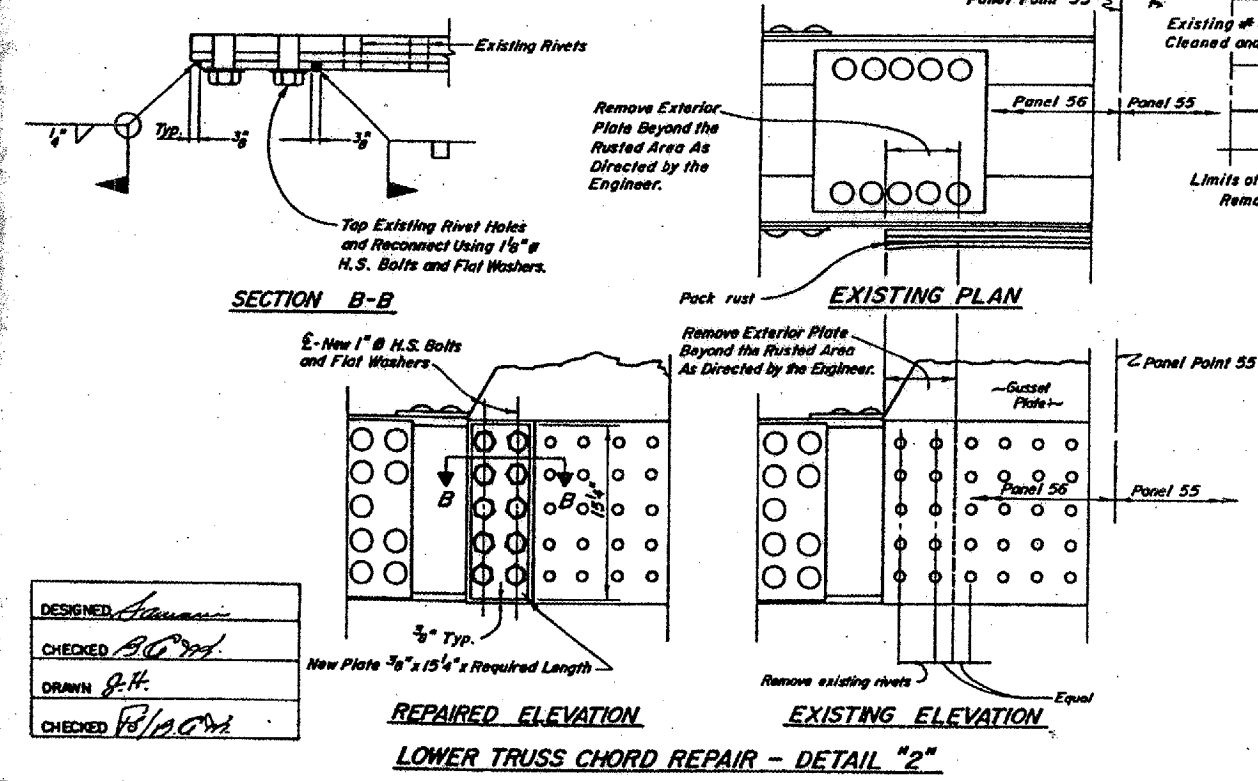 Panel Point 55
Existing #
Cleaned and
Existing Rivets
Remove Exterior
Plate Beyond the
Rusted Area As
Directed by the
Engineer.
Panel 56
Panel 55
1/4"
Typ.
3/8"
3/8"
Limits of
Remo
Tap Existing Rivet Holes
and Reconnect Using 1 1/8" Ø
H.S. Bolts and Flat Washers.
SECTION B-B
Pack rust
EXISTING PLAN
℄-New 1" Ø H.S. Bolts
and Flat Washers
Remove Exterior Plate
Beyond the Rusted Area
As Directed by the Engineer.
Panel Point 55
Gusset
Plate
B
B
15 1/4"
Panel 56
Panel 55
DESIGNED
CHECKED B.C.M.
DRAWN J.H.
CHECKED
3/8" Typ.
New Plate 3/8" x 15 1/4" x Required Length
Remove existing rivets
Equal
REPAIRED ELEVATION
EXISTING ELEVATION
LOWER TRUSS CHORD REPAIR - DETAIL "2"